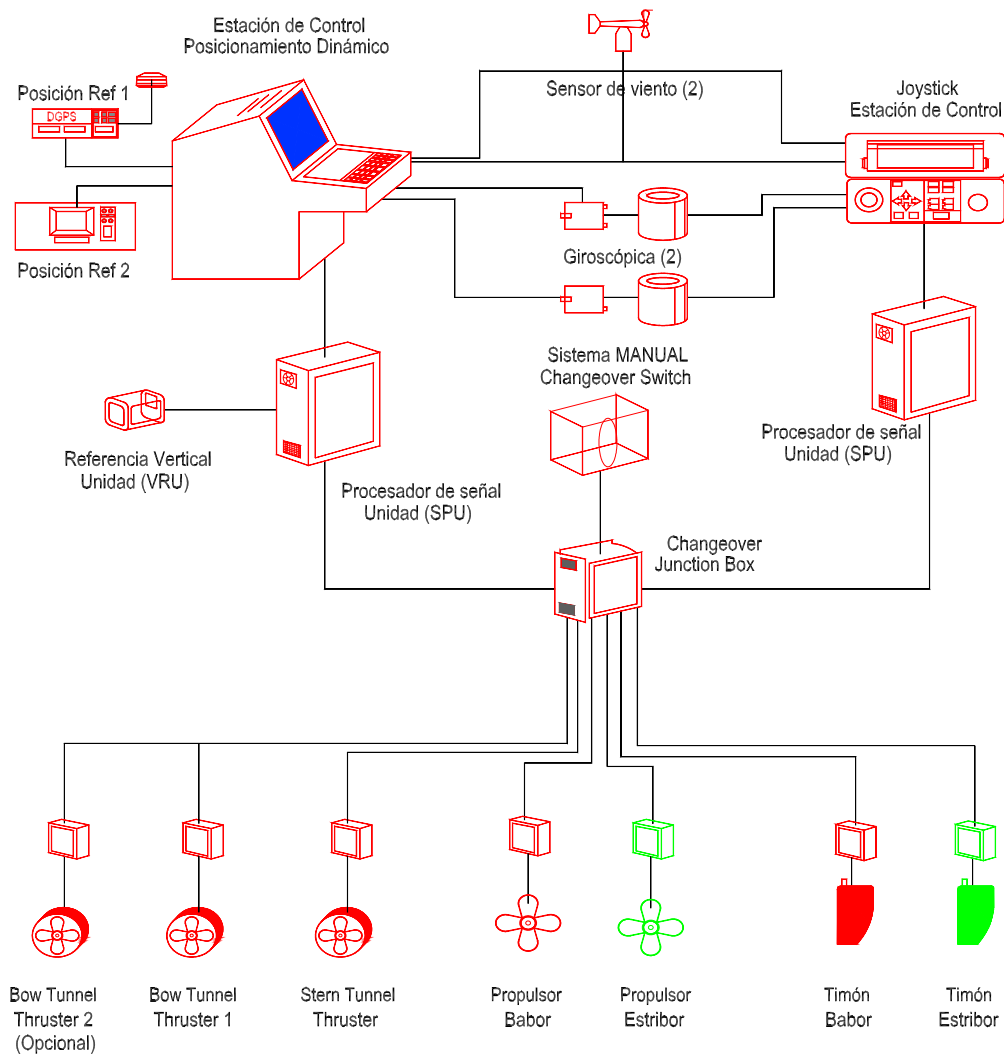 Estación de Control
Posicionamiento Dinámico
Posición Ref 1
DGPS
Sensor de viento (2)
Joystick
Estación de Control
Posición Ref 2
Giroscópica (2)
Sistema MANUAL
Changeover Switch
Referencia Vertical
Unidad (VRU)
Procesador de señal
Unidad (SPU)
Procesador de señal
Unidad (SPU)
Changeover
Junction Box
Bow Tunnel
Thruster 2
(Opcional)
Bow Tunnel
Thruster 1
Stern Tunnel
Thruster
Propulsor
Babor
Propulsor
Estribor
Timón
Babor
Timón
Estribor